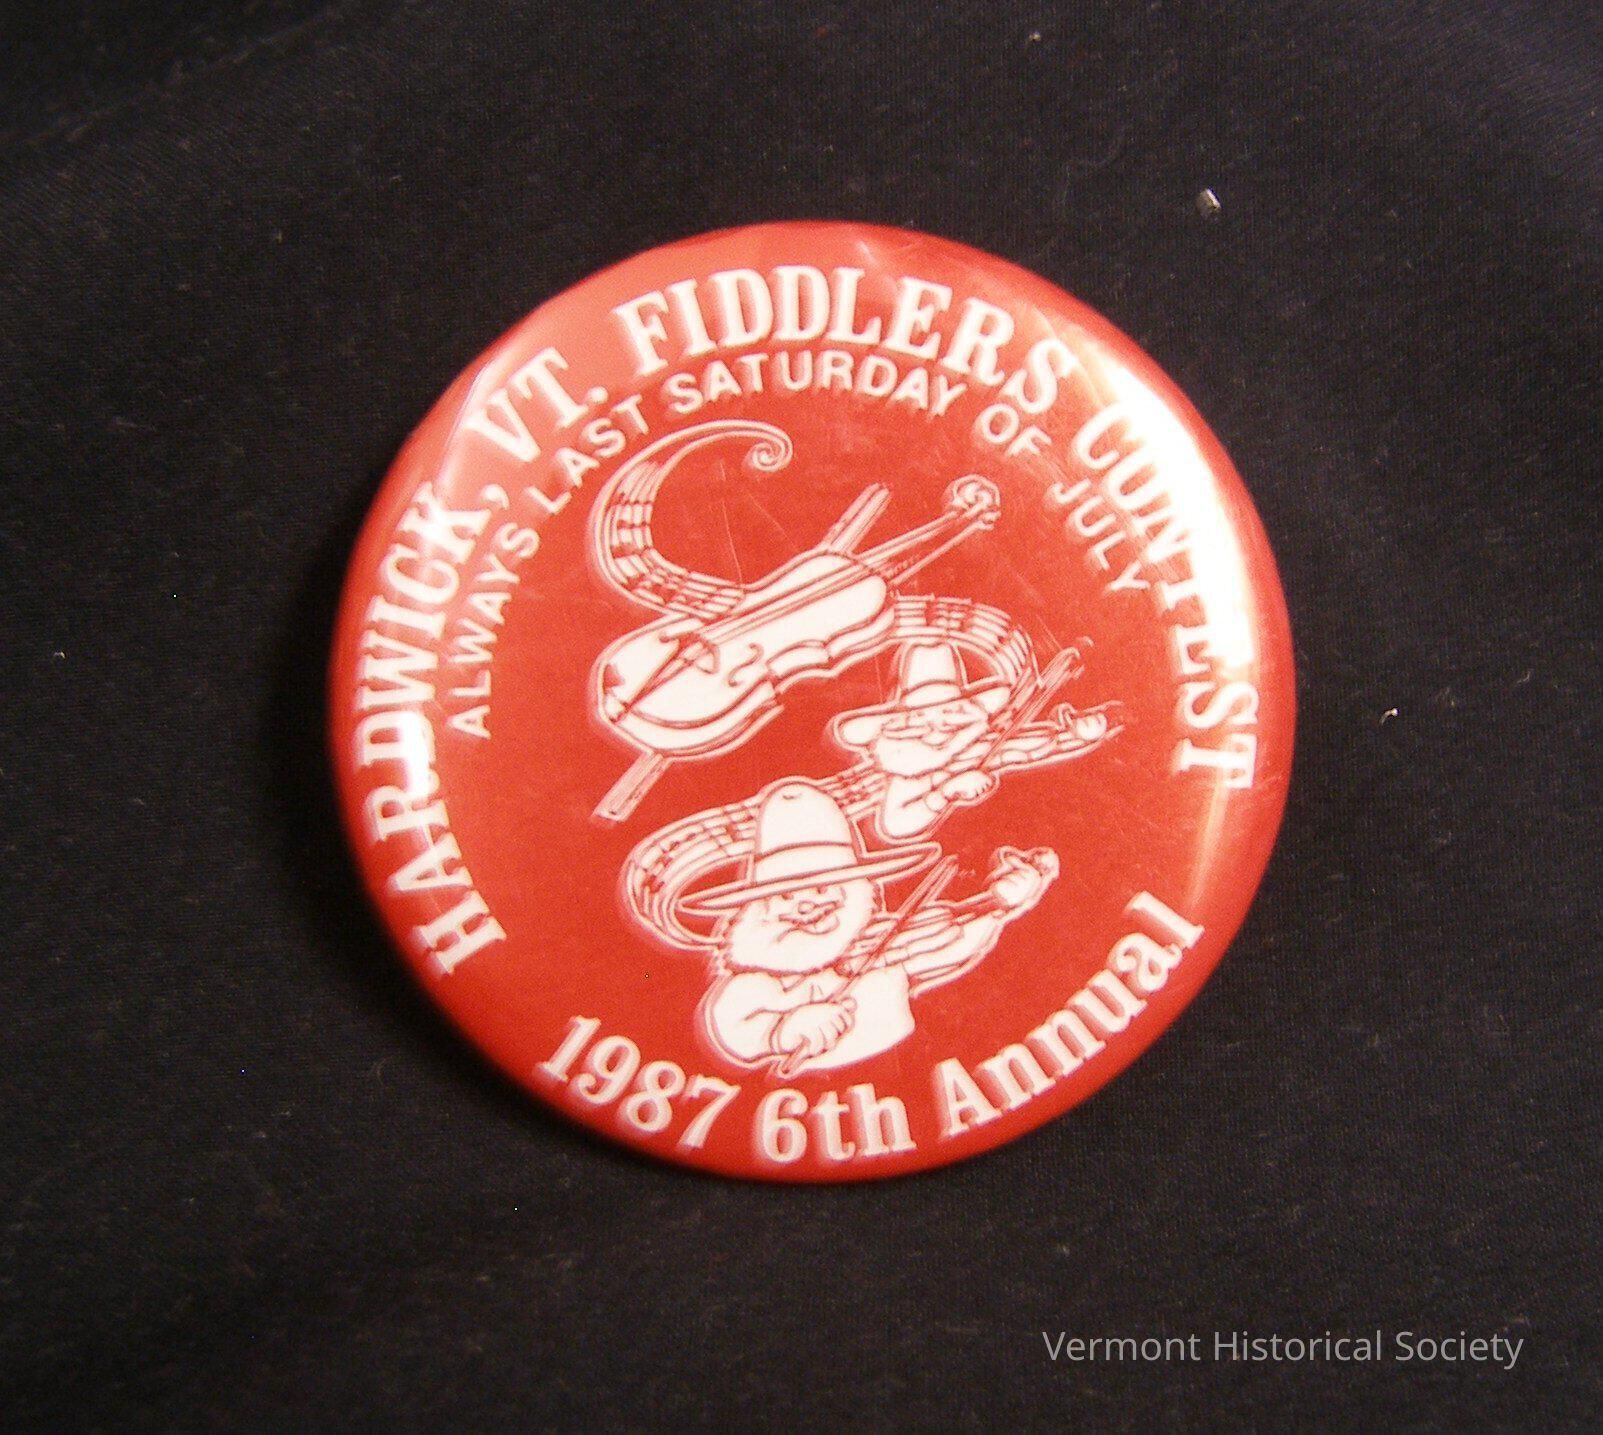 HARDWICK, VT. FIDDLERS CONTEST
ALWAYS LAST SATURDAY OF JULY
1987 6th Annual
Vermont Historical Society